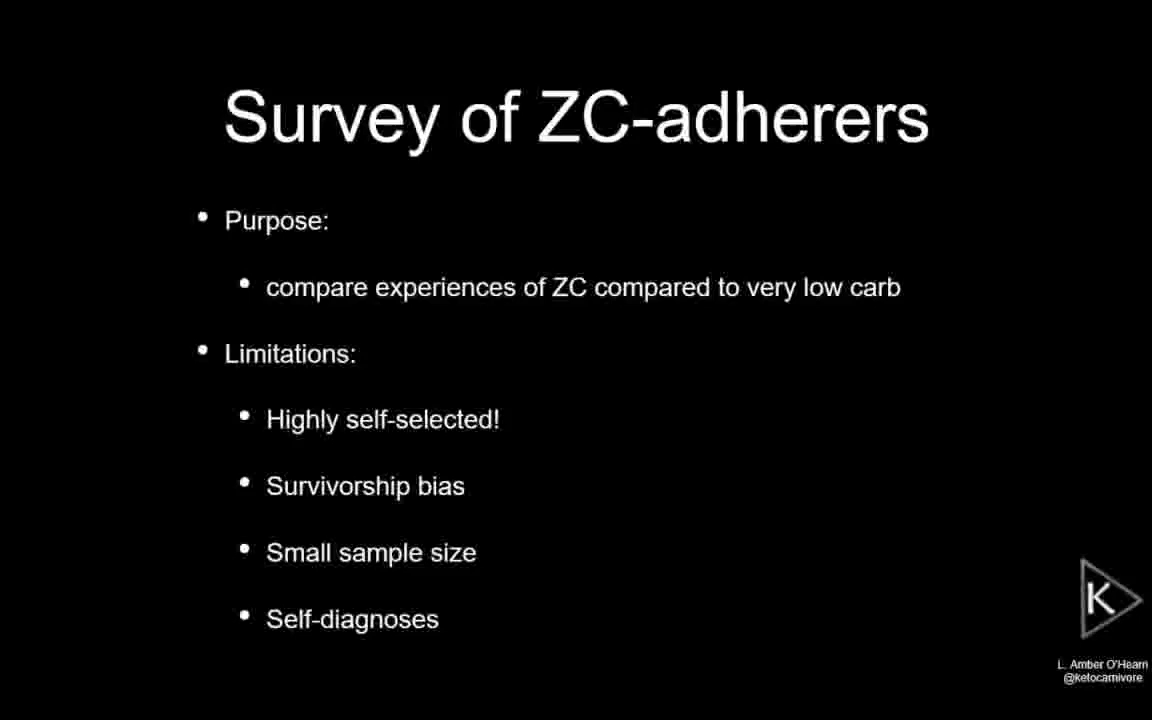 Survey of ZC-adherers
• Purpose:
• compare experiences of ZC compared to very low carb
• Limitations:
• Highly self-selected!
• Survivorship bias
• Small sample size
• Self-diagnoses
K
L. Amber O'Hearn
@ketocarnivore